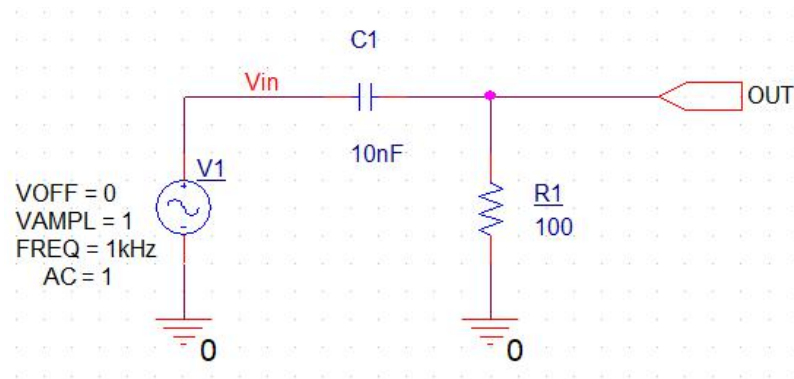 C1
Vin
OUT
10nF
V1
VOFF = 0
VAMPL = 1
FREQ = 1kHz
AC = 1
R1
100
0
0